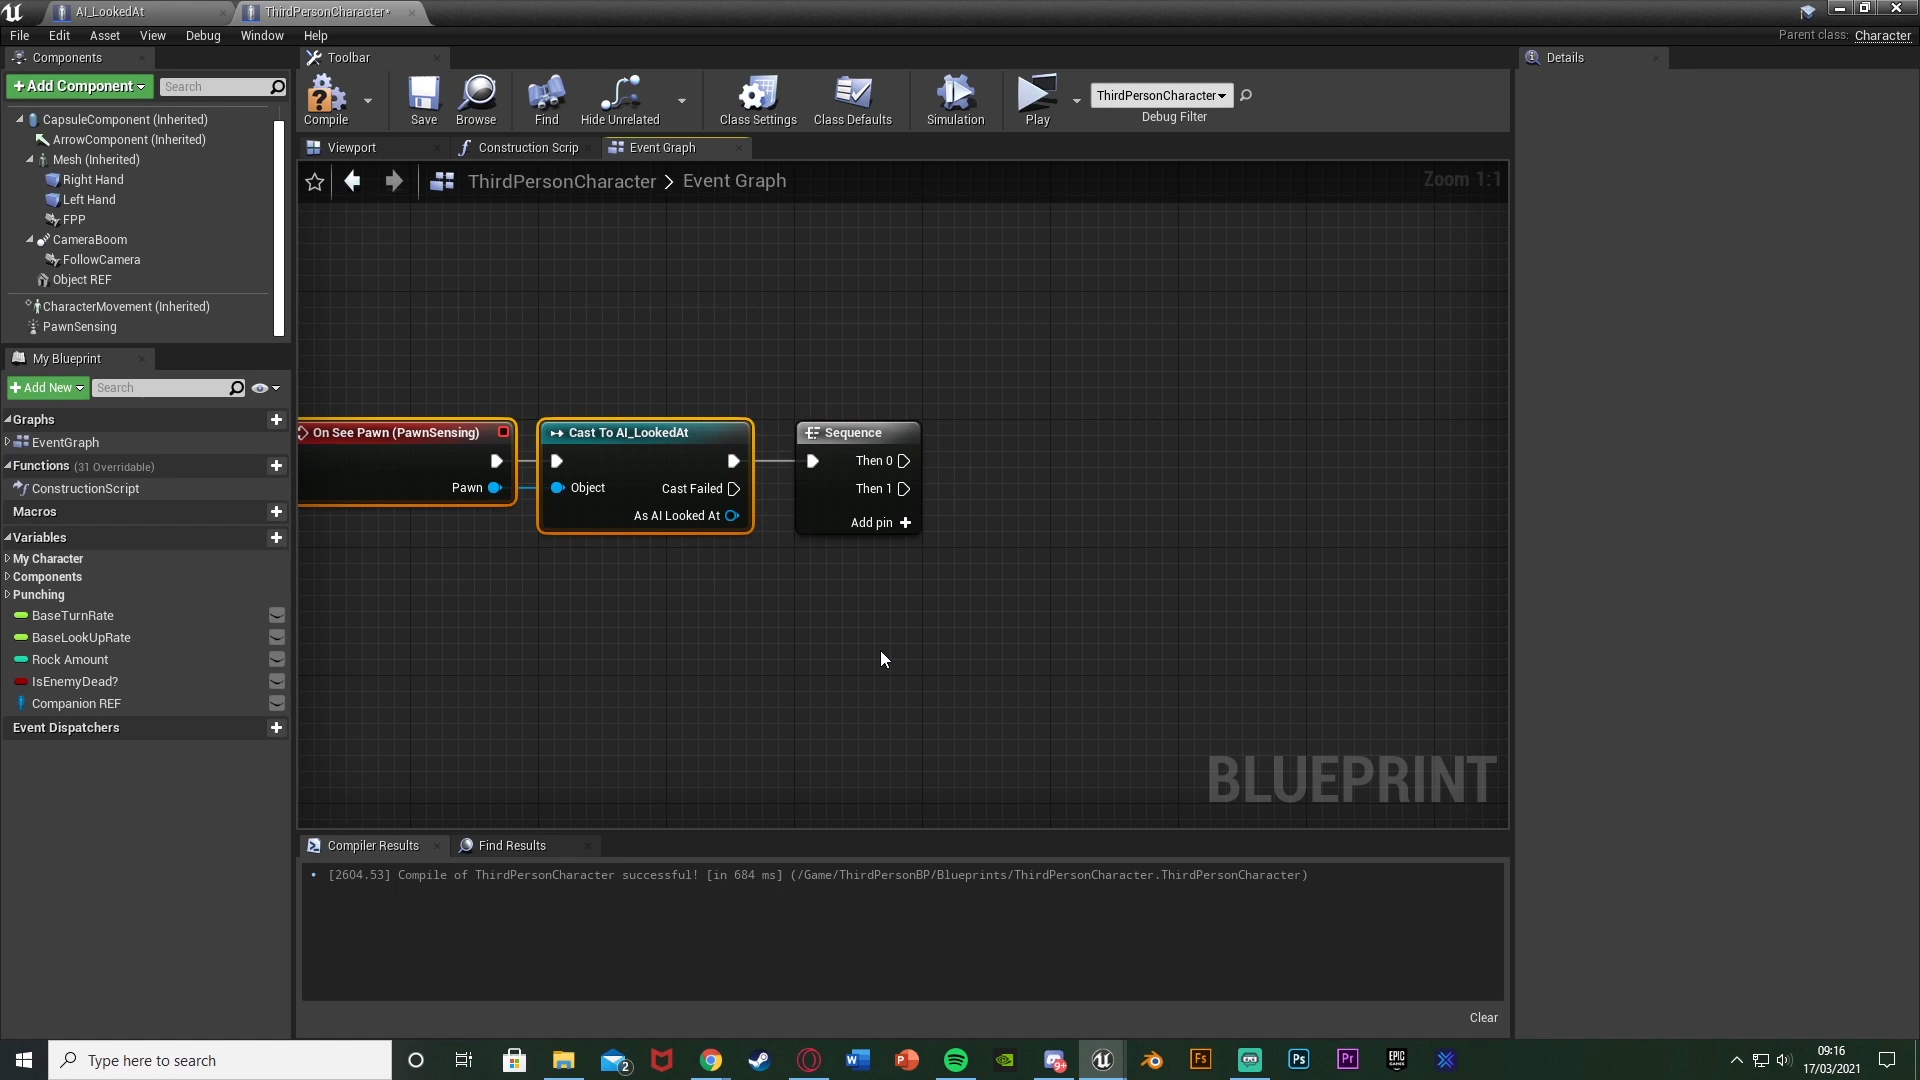 AI_LookedAt
ThirdPersonCharacter*
File Edit Asset View Debug Window Help
Parent class: Character
Components
Toolbar
Details
+Add Component
Search
Compile
Save
Browse
Find
Hide Unrelated
Class Settings
Class Defaults
Simulation
Play
ThirdPersonCharacter
Debug Filter
CapsuleComponent (Inherited)
ArrowComponent (Inherited)
Mesh (Inherited)
Right Hand
Left Hand
FPP
CameraBoom
FollowCamera
Object REF
CharacterMovement (Inherited)
PawnSensing
Viewport
Construction Scrip
Event Graph
ThirdPersonCharacter > Event Graph
Zoom 1:1
My Blueprint
+Add New
Search
Graphs
EventGraph
Functions (31 Overridable)
ConstructionScript
Macros
Variables
My Character
Components
Punching
BaseTurnRate
BaseLookUpRate
Rock Amount
IsEnemyDead?
Companion REF
Event Dispatchers
On See Pawn (PawnSensing)
Pawn
Cast To AI_LookedAt
Object
Cast Failed
As AI Looked At
Sequence
Then 0
Then 1
Add pin +
BLUEPRINT
Compiler Results
Find Results
• [2604.53] Compile of ThirdPersonCharacter successful! [in 684 ms] (/Game/ThirdPersonBP/Blueprints/ThirdPersonCharacter.ThirdPersonCharacter)
Clear
Type here to search
2
W
P
9+
Fs
Ps
Pr
EPIC GAMES
09:16
17/03/2021